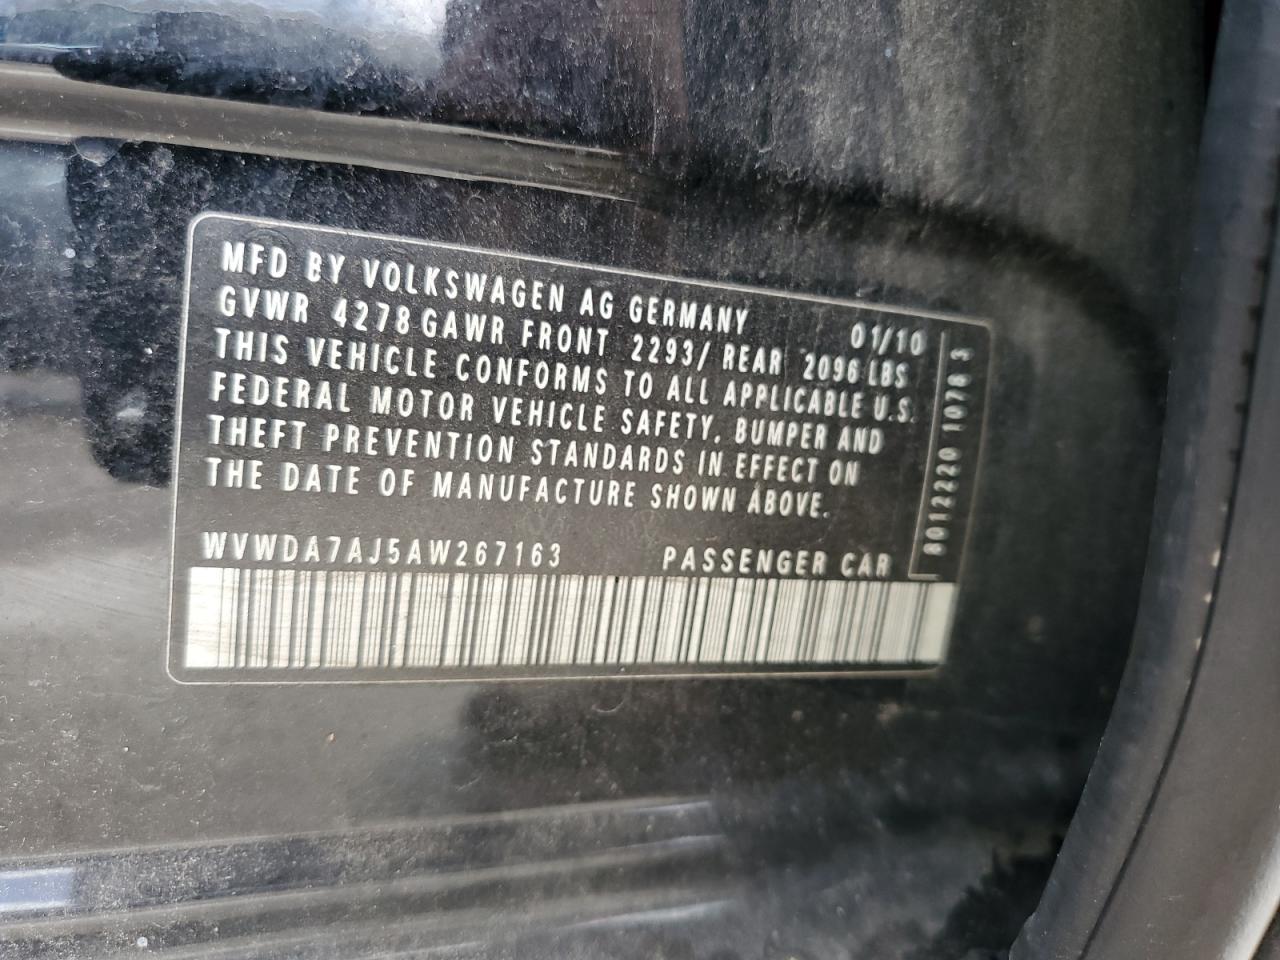 MFD BY VOLKSWAGEN AG GERMANY 01/10
GVWR 4278 GAWR FRONT 2293/ REAR 2096 LBS
THIS VEHICLE CONFORMS TO ALL APPLICABLE U.S.
FEDERAL MOTOR VEHICLE SAFETY, BUMPER AND
THEFT PREVENTION STANDARDS IN EFFECT ON
THE DATE OF MANUFACTURE SHOWN ABOVE.
WVWDA7AJ5AW267163 PASSENGER CAR
8012220 1078 3